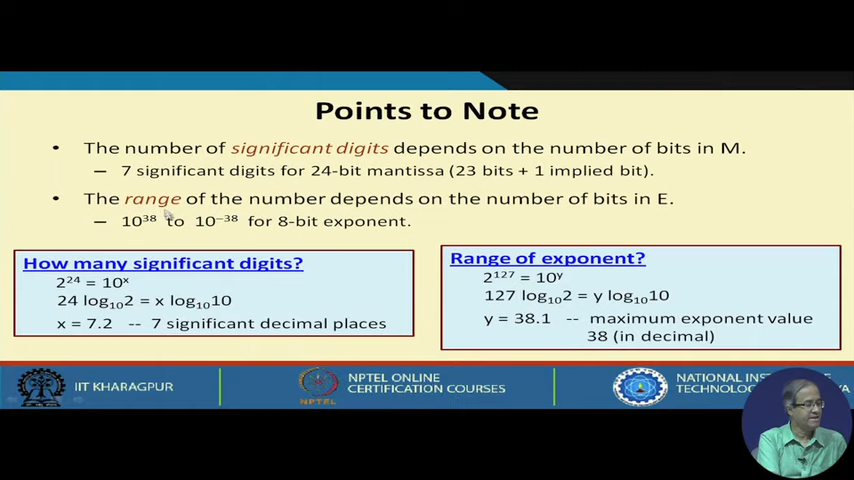 Points to Note
• The number of significant digits depends on the number of bits in M.
– 7 significant digits for 24-bit mantissa (23 bits + 1 implied bit).
• The range of the number depends on the number of bits in E.
– 10³⁸ to 10⁻³⁸ for 8-bit exponent.
How many significant digits?
2²⁴ = 10ˣ
24 log₁₀2 = x log₁₀10
x = 7.2 -- 7 significant decimal places
Range of exponent?
2¹²⁷ = 10ʸ
127 log₁₀2 = y log₁₀10
y = 38.1 -- maximum exponent value
38 (in decimal)
IIT KHARAGPUR
NPTEL
NPTEL ONLINE
CERTIFICATION COURSES
NATIONAL
TECHNOLOG